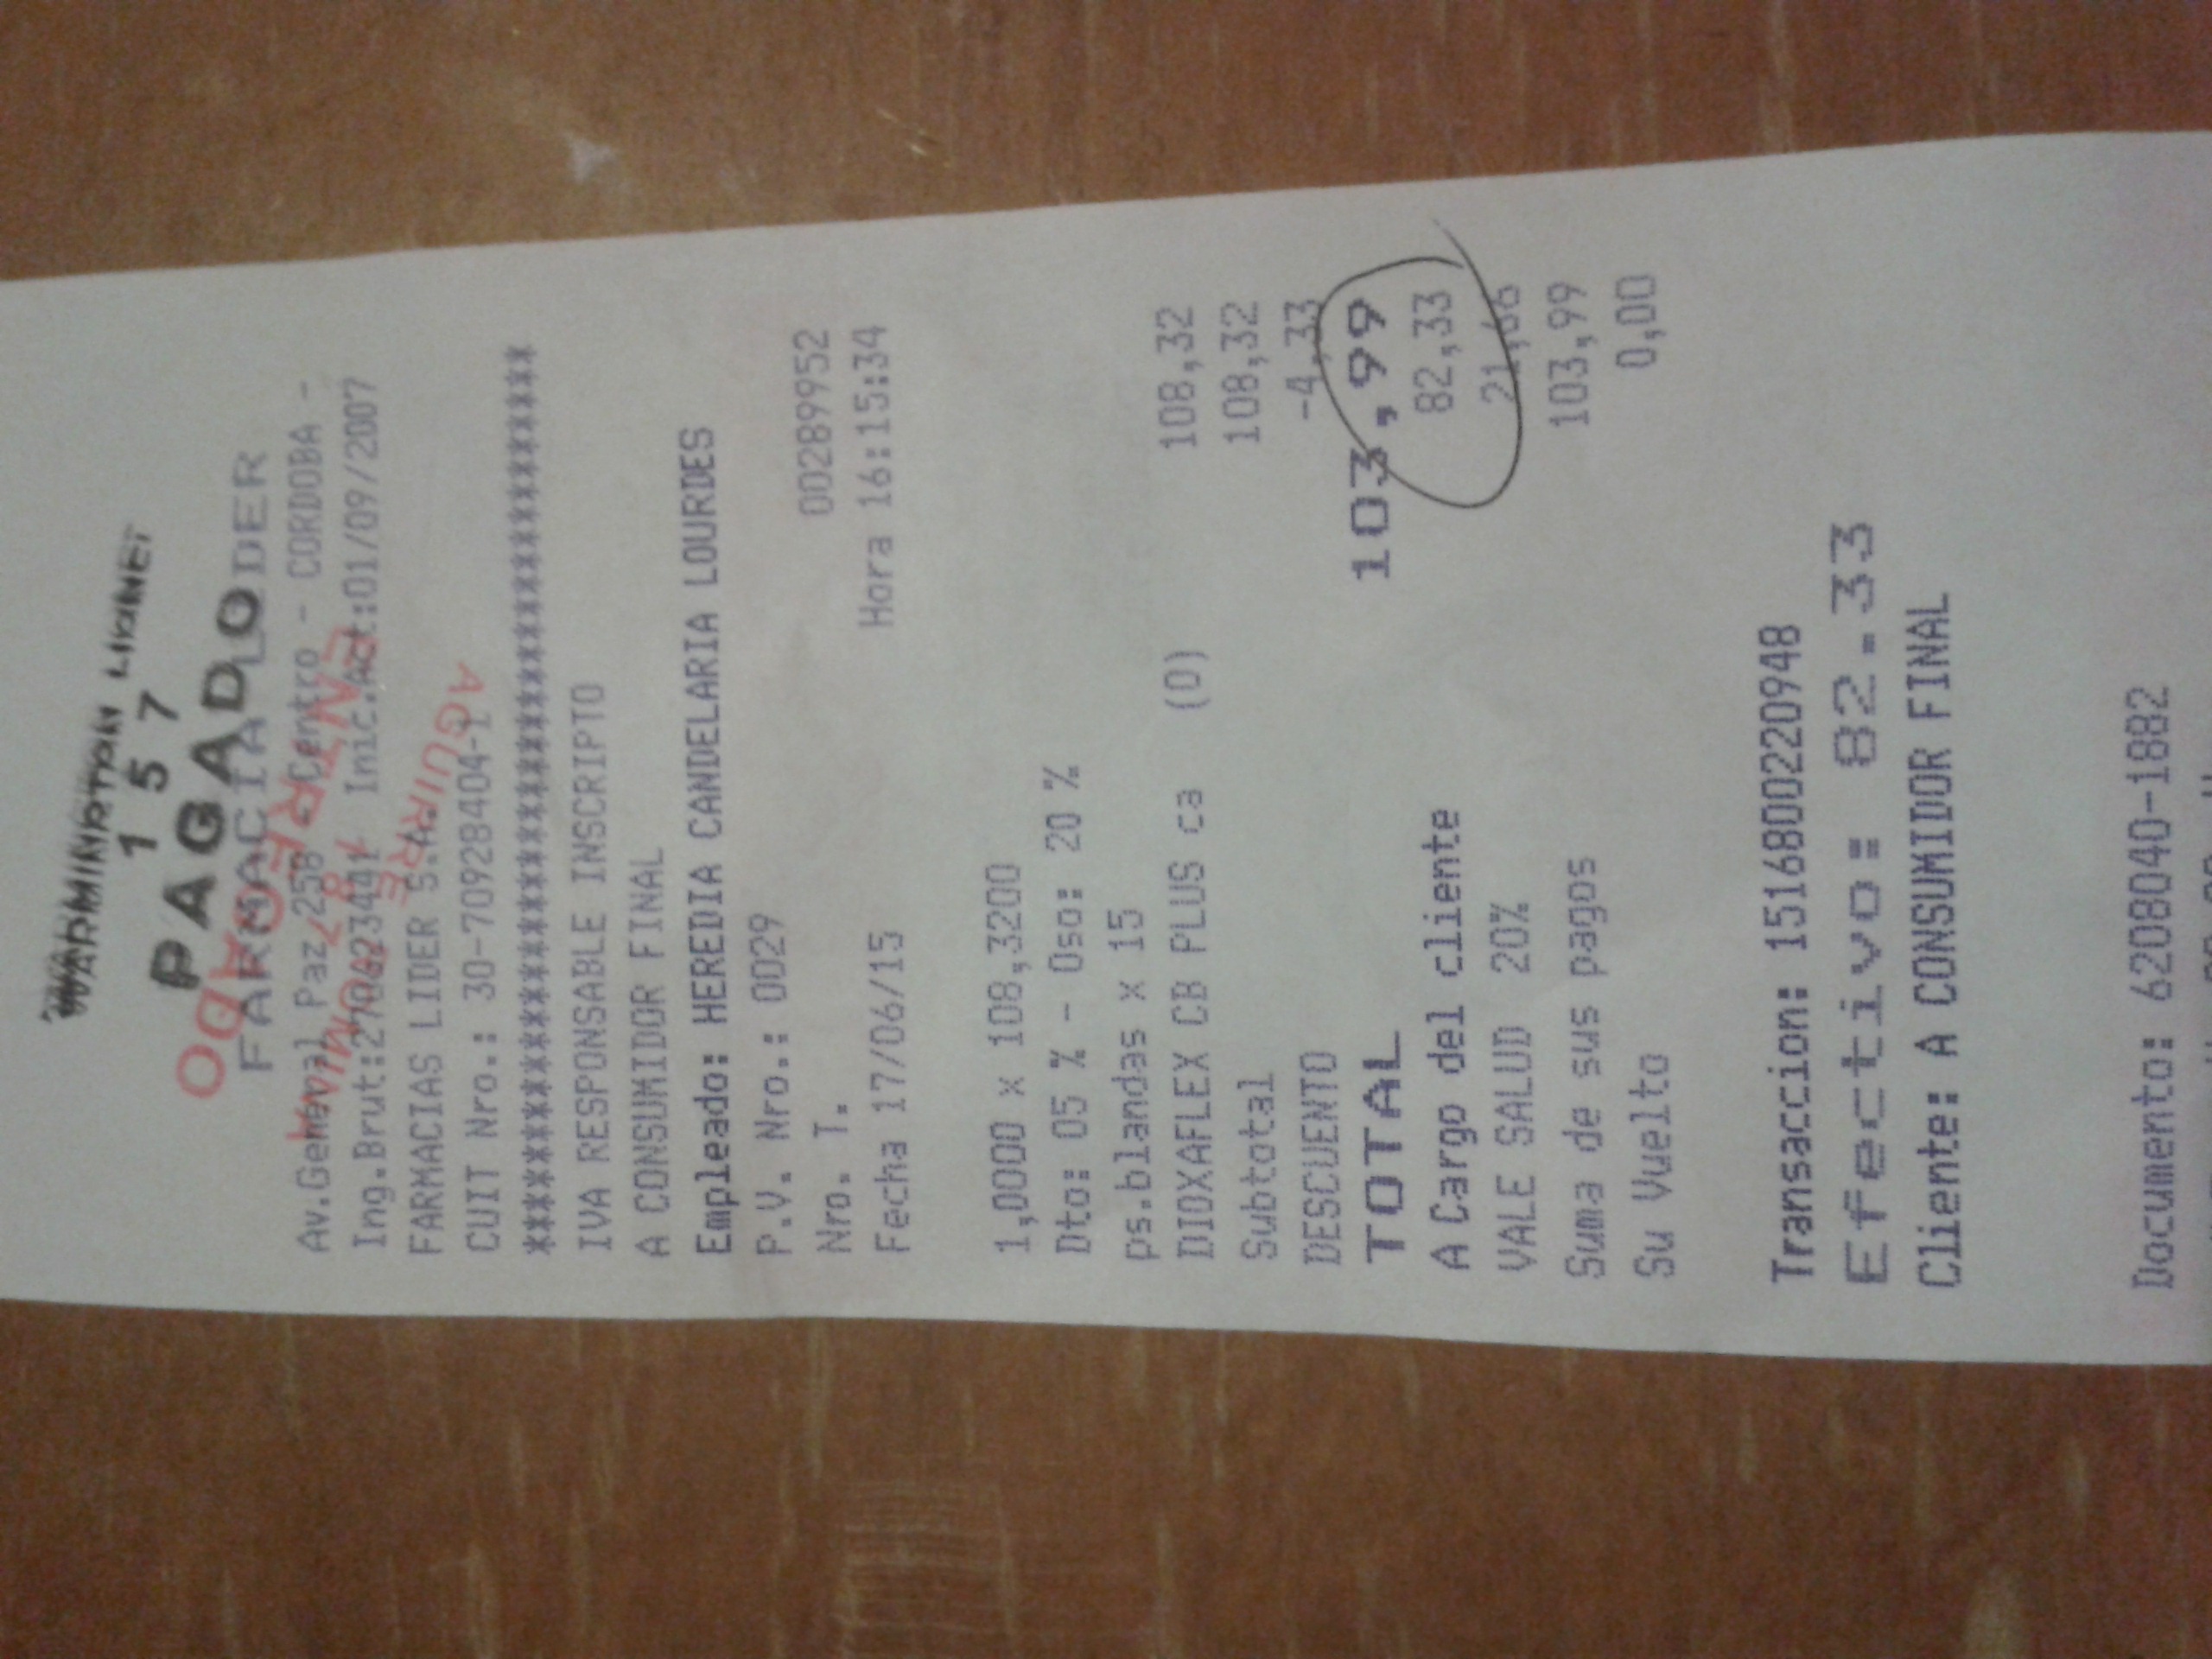 WARMINGTON LIONEL
157
PAGADO
ENTREGADO
187
AGUIRRE ROMINA
FARMACIA LIDER
Av.General Paz 258 - Centro - CORDOBA -
Ing.Brut:270623441 Inic.Act:01/09/2007
FARMACIAS LIDER S.A.
CUIT Nro.: 30-70928404-1
****************************************
IVA RESPONSABLE INSCRIPTO
A CONSUMIDOR FINAL
Empleado: HEREDIA CANDELARIA LOURDES
P.V. Nro.: 0029
Nro. T. 00289952
Fecha 17/06/15 Hora 16:15:34
1,0000 x 108,3200
Dto: 05 % - Oso: 20 %
ps.blandas x 15
DIOXAFLEX CB PLUS ca (0) 108,32
Subtotal 108,32
DESCUENTO -4,33
TOTAL 103,99
A Cargo del cliente 82,33
VALE SALUD 20% 21,66
Suma de sus pagos 103,99
Su Vuelto 0,00
Transaccion: 1516800220948
Efectivo: 82.33
Cliente: A CONSUMIDOR FINAL
Documento: 6208040-1882